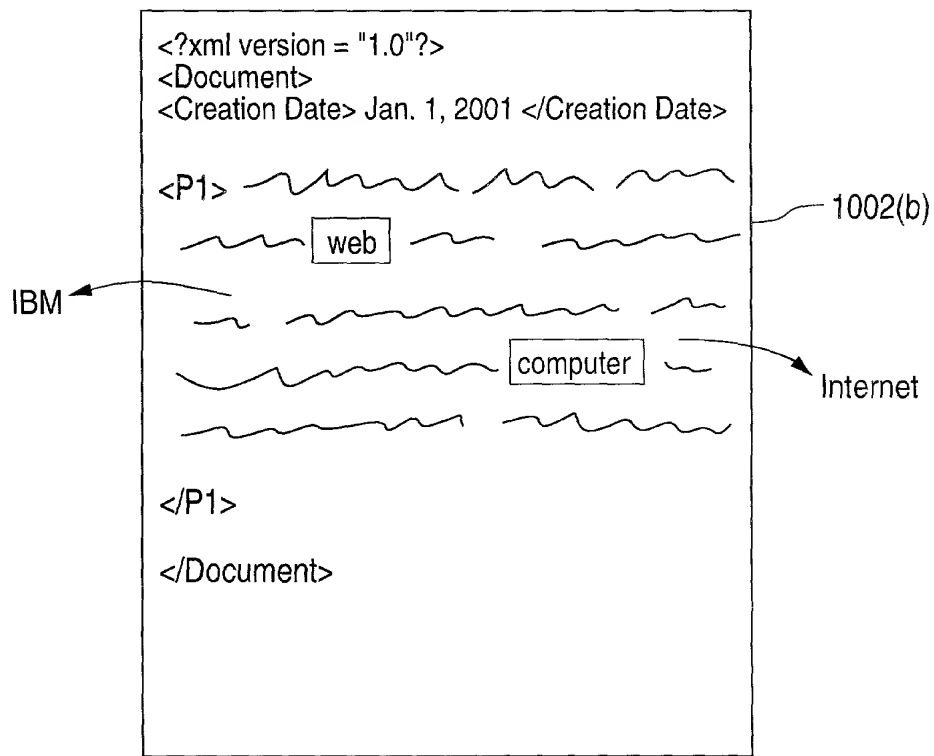 <?xml version = "1.0"?>
<Document>
<Creation Date> Jan. 1, 2001 </Creation Date>
<P1>
1002(b)
web
IBM
computer
Internet
</P1>
</Document>